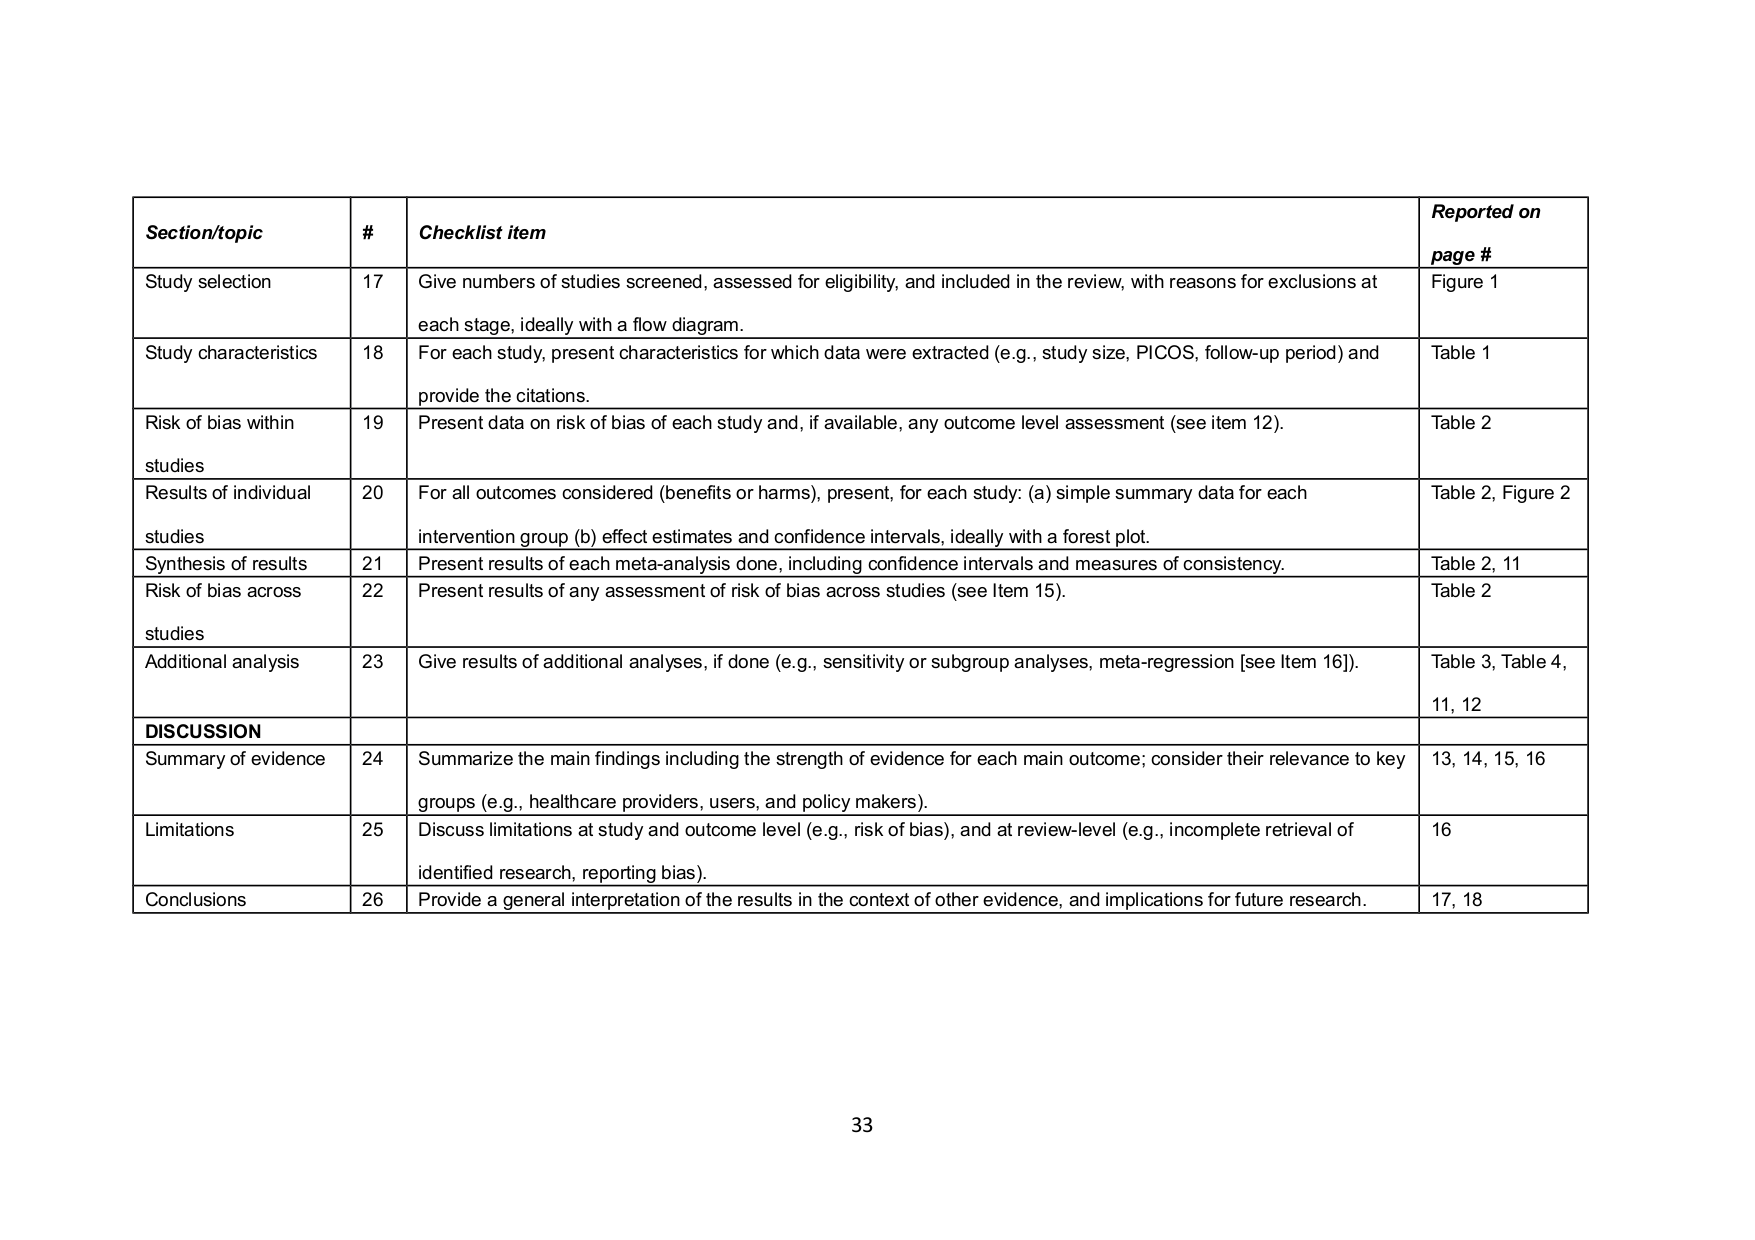 Section/topic # Checklist item Reported on
page #
Study selection 17 Give numbers of studies screened, assessed for eligibility, and included in the review, with reasons for exclusions at Figure 1
each stage, ideally with a flow diagram.
Study characteristics 18 For each study, present characteristics for which data were extracted (e.g., study size, PICOS, follow-up period) and Table 1
provide the citations.
Risk of bias within 19 Present data on risk of bias of each study and, if available, any outcome level assessment (see item 12). Table 2
studies
Results of individual 20 For all outcomes considered (benefits or harms), present, for each study: (a) simple summary data for each Table 2, Figure 2
studies intervention group (b) effect estimates and confidence intervals, ideally with a forest plot.
Synthesis of results 21 Present results of each meta-analysis done, including confidence intervals and measures of consistency. Table 2, 11
Risk of bias across 22 Present results of any assessment of risk of bias across studies (see Item 15). Table 2
studies
Additional analysis 23 Give results of additional analyses, if done (e.g., sensitivity or subgroup analyses, meta-regression [see Item 16]). Table 3, Table 4,
11, 12
DISCUSSION
Summary of evidence 24 Summarize the main findings including the strength of evidence for each main outcome; consider their relevance to key 13, 14, 15, 16
groups (e.g., healthcare providers, users, and policy makers).
Limitations 25 Discuss limitations at study and outcome level (e.g., risk of bias), and at review-level (e.g., incomplete retrieval of 16
identified research, reporting bias).
Conclusions 26 Provide a general interpretation of the results in the context of other evidence, and implications for future research. 17, 18
33